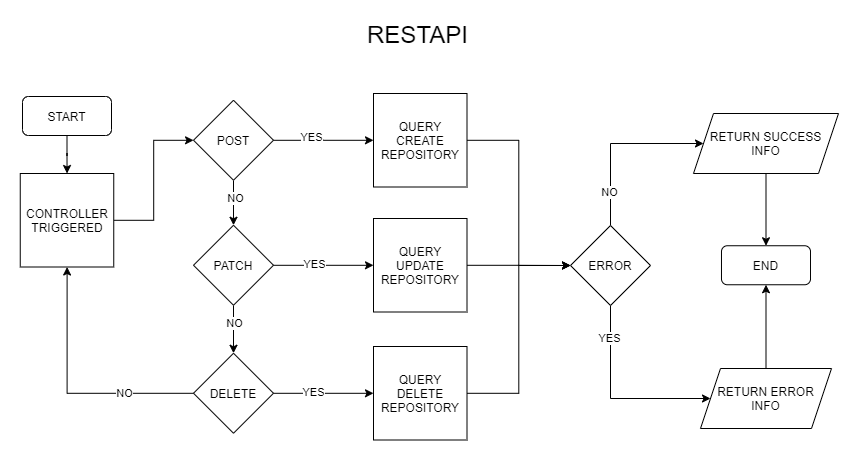 RESTAPI
START
CONTROLLER
TRIGGERED
POST
YES
QUERY
CREATE
REPOSITORY
NO
PATCH
YES
QUERY
UPDATE
REPOSITORY
NO
DELETE
YES
QUERY
DELETE
REPOSITORY
NO
ERROR
NO
RETURN SUCCESS
INFO
END
YES
RETURN ERROR
INFO